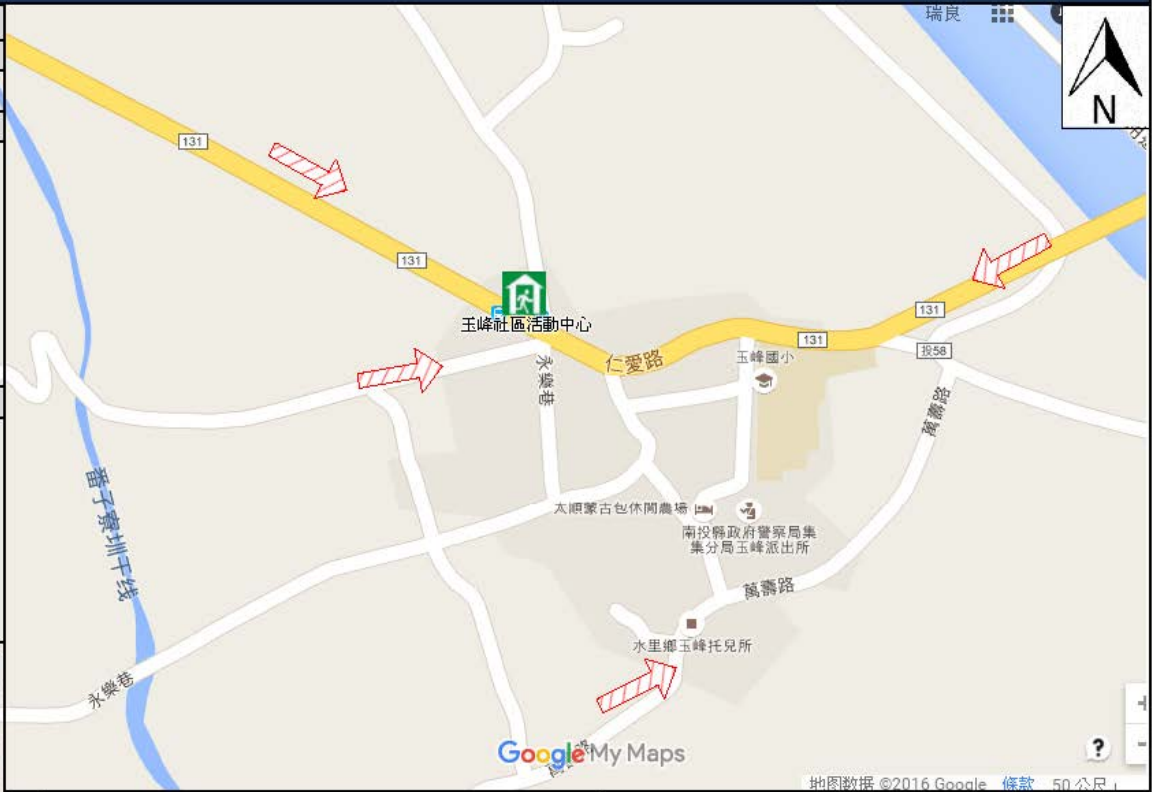 瑞良
N
131
131
玉峰社區活動中心
131
仁愛路
131
玉峰國小
投58
永樂巷
萬壽路
番子寮圳干线
太順蒙古包休閒農場
南投縣政府警察局集
集分局玉峰派出所
萬壽路
水里鄉玉峰托兒所
永樂巷
Google My Maps
?
地图数据 ©2016 Google 條款 50 公尺